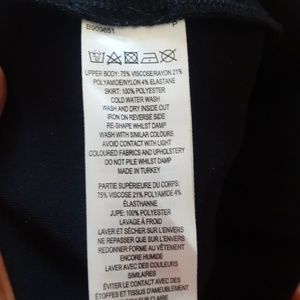 S909651 P
UPPER BODY: 75% VISCOSE/RAYON 21%
POLYAMIDE/NYLON 4% ELASTANE
SKIRT: 100% POLYESTER
COLD WATER WASH
WASH AND DRY INSIDE OUT
IRON ON REVERSE SIDE
RE-SHAPE WHILST DAMP
WASH WITH SIMILAR COLOURS
AVOID CONTACT WITH LIGHT
COLOURED FABRICS AND UPHOLSTERY
DO NOT PILE WHILST DAMP
MADE IN TURKEY
PARTIE SUPÉRIEURE DU CORPS:
75% VISCOSE 21% POLYAMIDE 4%
ÉLASTHANNE
JUPE: 100% POLYESTER
LAVAGE À FROID
LAVER ET SÉCHER SUR L'ENVERS
NE REPASSER QUE SUR L'ENVERS
REDONNER FORME AU VÊTEMENT
ENCORE HUMIDE
LAVER AVEC DES COULEURS
SIMILAIRES
ÉVITER LE CONTACT AVEC DES
TISSUS ET TISSUS D'AMEUBLEMENT